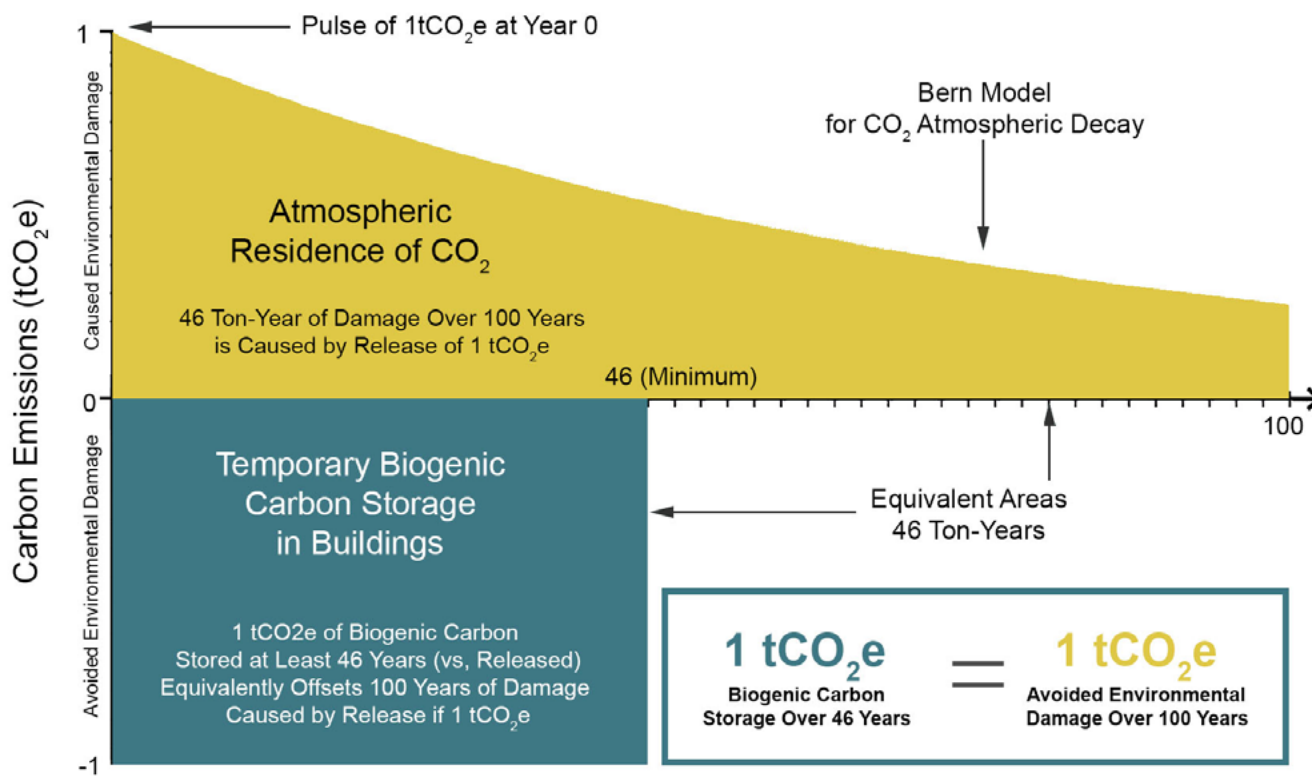 Pulse of 1tCO₂e at Year 0
1
Bern Model
for CO₂ Atmospheric Decay
Carbon Emissions (tCO₂e)
Caused Environmental Damage
Atmospheric
Residence of CO₂
46 Ton-Year of Damage Over 100 Years
is Caused by Release of 1 tCO₂e
46 (Minimum)
0
100
Avoided Environmental Damage
Temporary Biogenic
Carbon Storage
in Buildings
Equivalent Areas
46 Ton-Years
1 tCO2e of Biogenic Carbon
Stored at Least 46 Years (vs, Released)
Equivalently Offsets 100 Years of Damage
Caused by Release if 1 tCO₂e
1 tCO₂e
Biogenic Carbon
Storage Over 46 Years
=
1 tCO₂e
Avoided Environmental
Damage Over 100 Years
-1